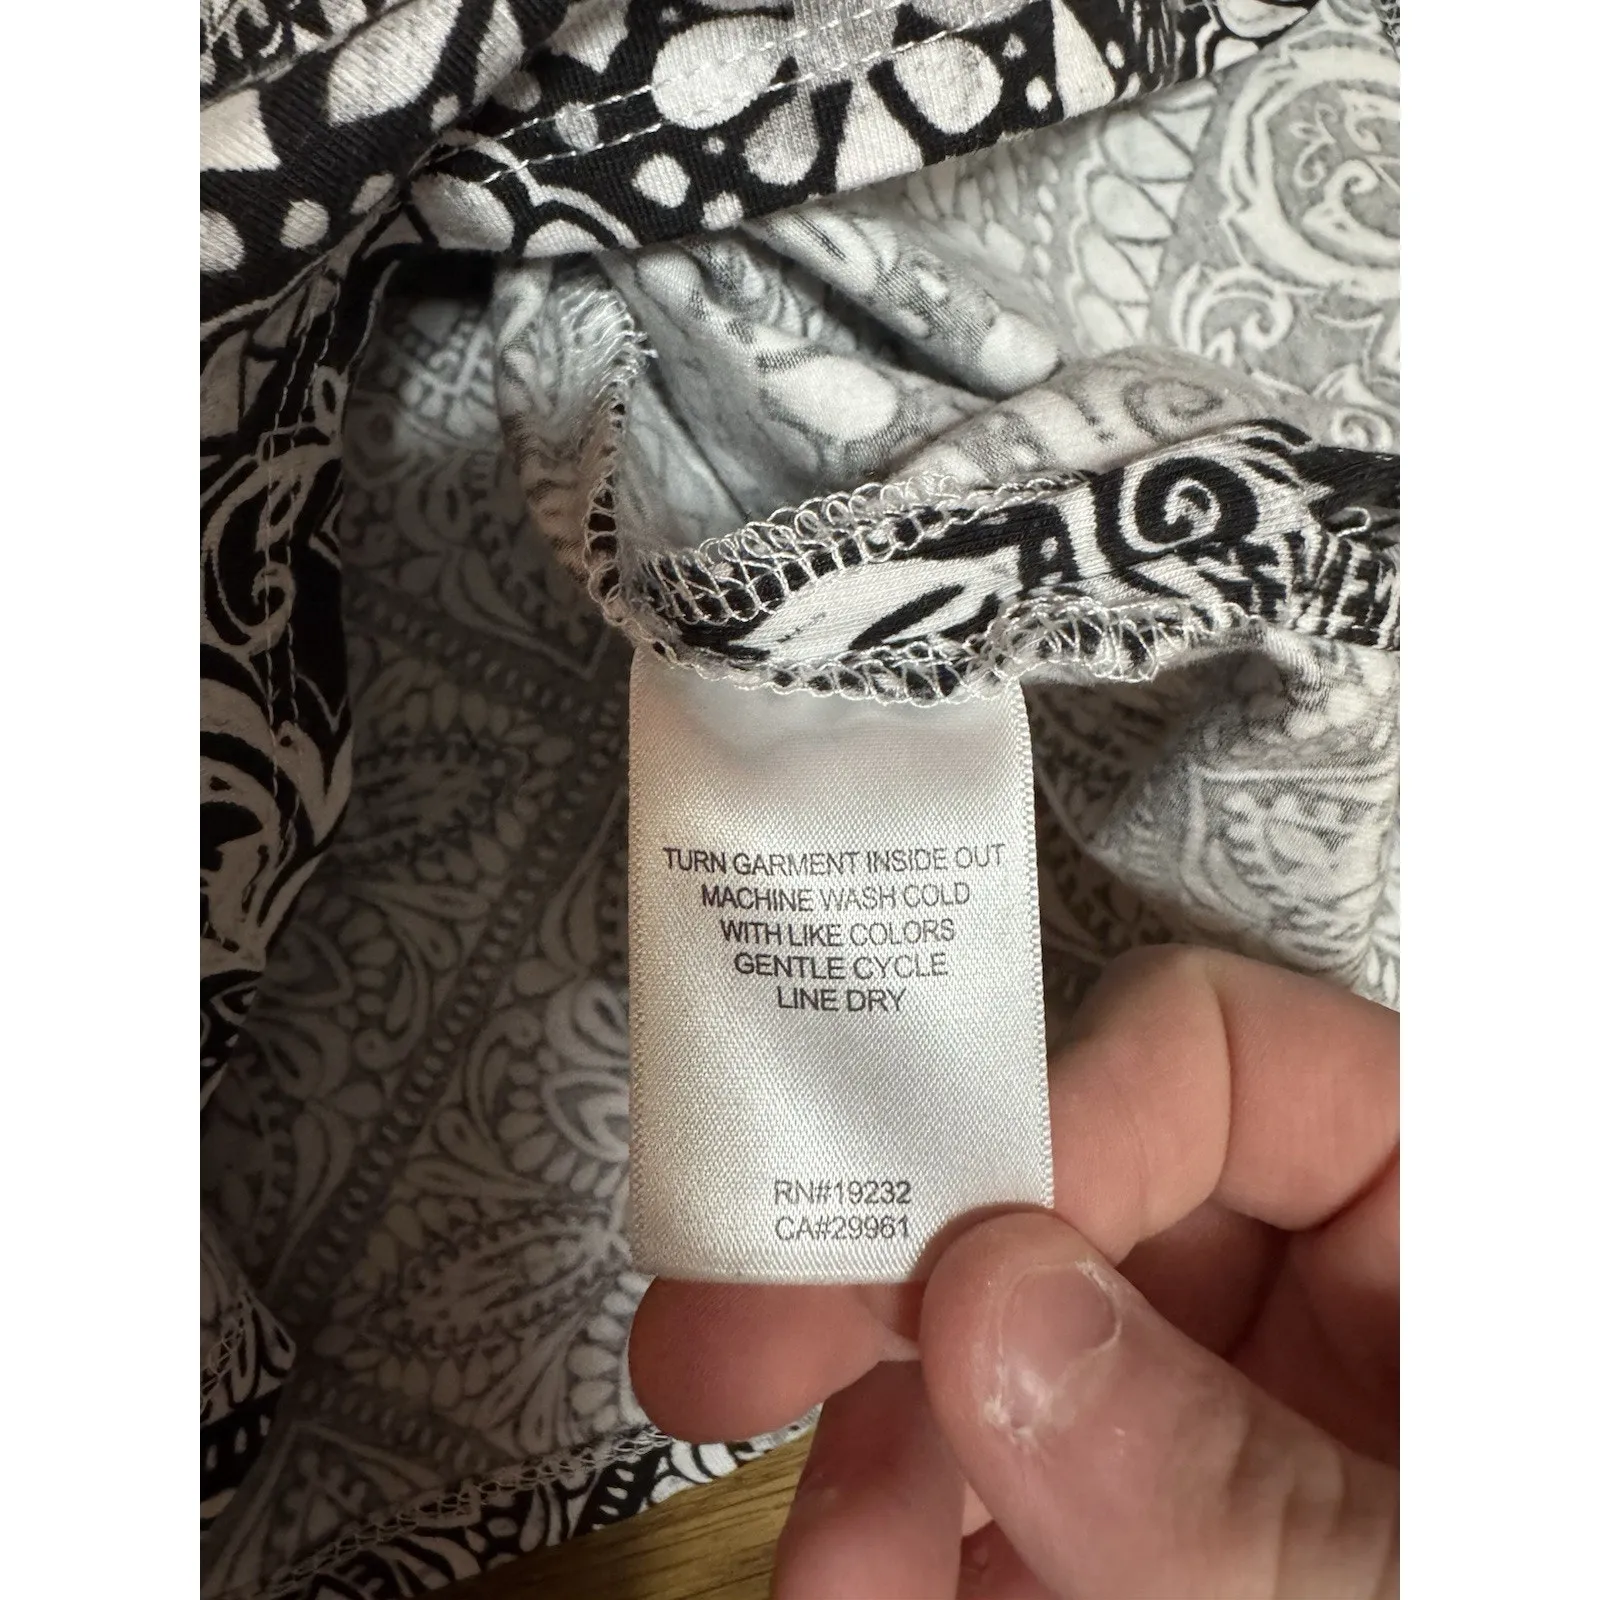 TURN GARMENT INSIDE OUT
MACHINE WASH COLD
WITH LIKE COLORS
GENTLE CYCLE
LINE DRY
RN#19232
CA#29961